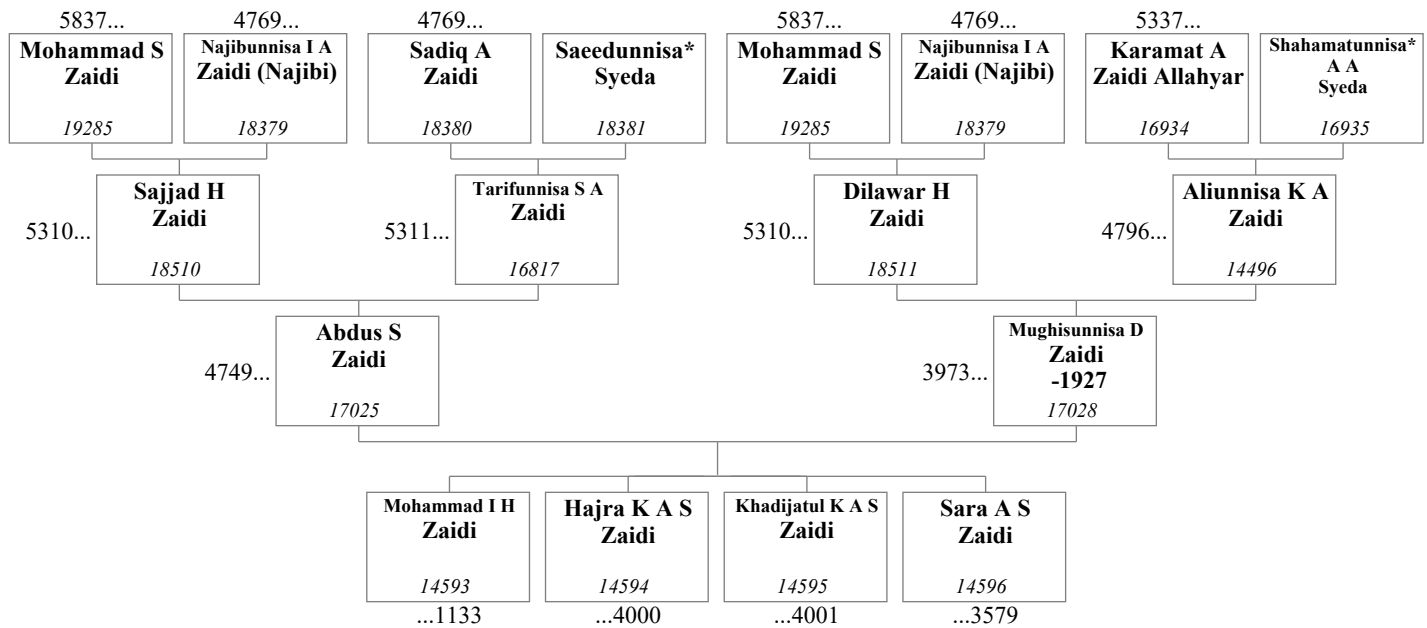 5837...
4769...
4769...
5837...
4769...
5337...
Mohammad S
Zaidi
19285
Najibunnisa I A
Zaidi (Najibi)
18379
Sadiq A
Zaidi
18380
Saeedunnisa*
Syeda
18381
Mohammad S
Zaidi
19285
Najibunnisa I A
Zaidi (Najibi)
18379
Karamat A
Zaidi Allahyar
16934
Shahamatunnisa*
A A
Syeda
16935
5310...
Sajjad H
Zaidi
18510
5311...
Tarifunnisa S A
Zaidi
16817
5310...
Dilawar H
Zaidi
18511
4796...
Aliunnisa K A
Zaidi
14496
4749...
Abdus S
Zaidi
17025
3973...
Mughisunnisa D
Zaidi
-1927
17028
Mohammad I H
Zaidi
14593
...1133
Hajra K A S
Zaidi
14594
...4000
Khadijatul K A S
Zaidi
14595
...4001
Sara A S
Zaidi
14596
...3579